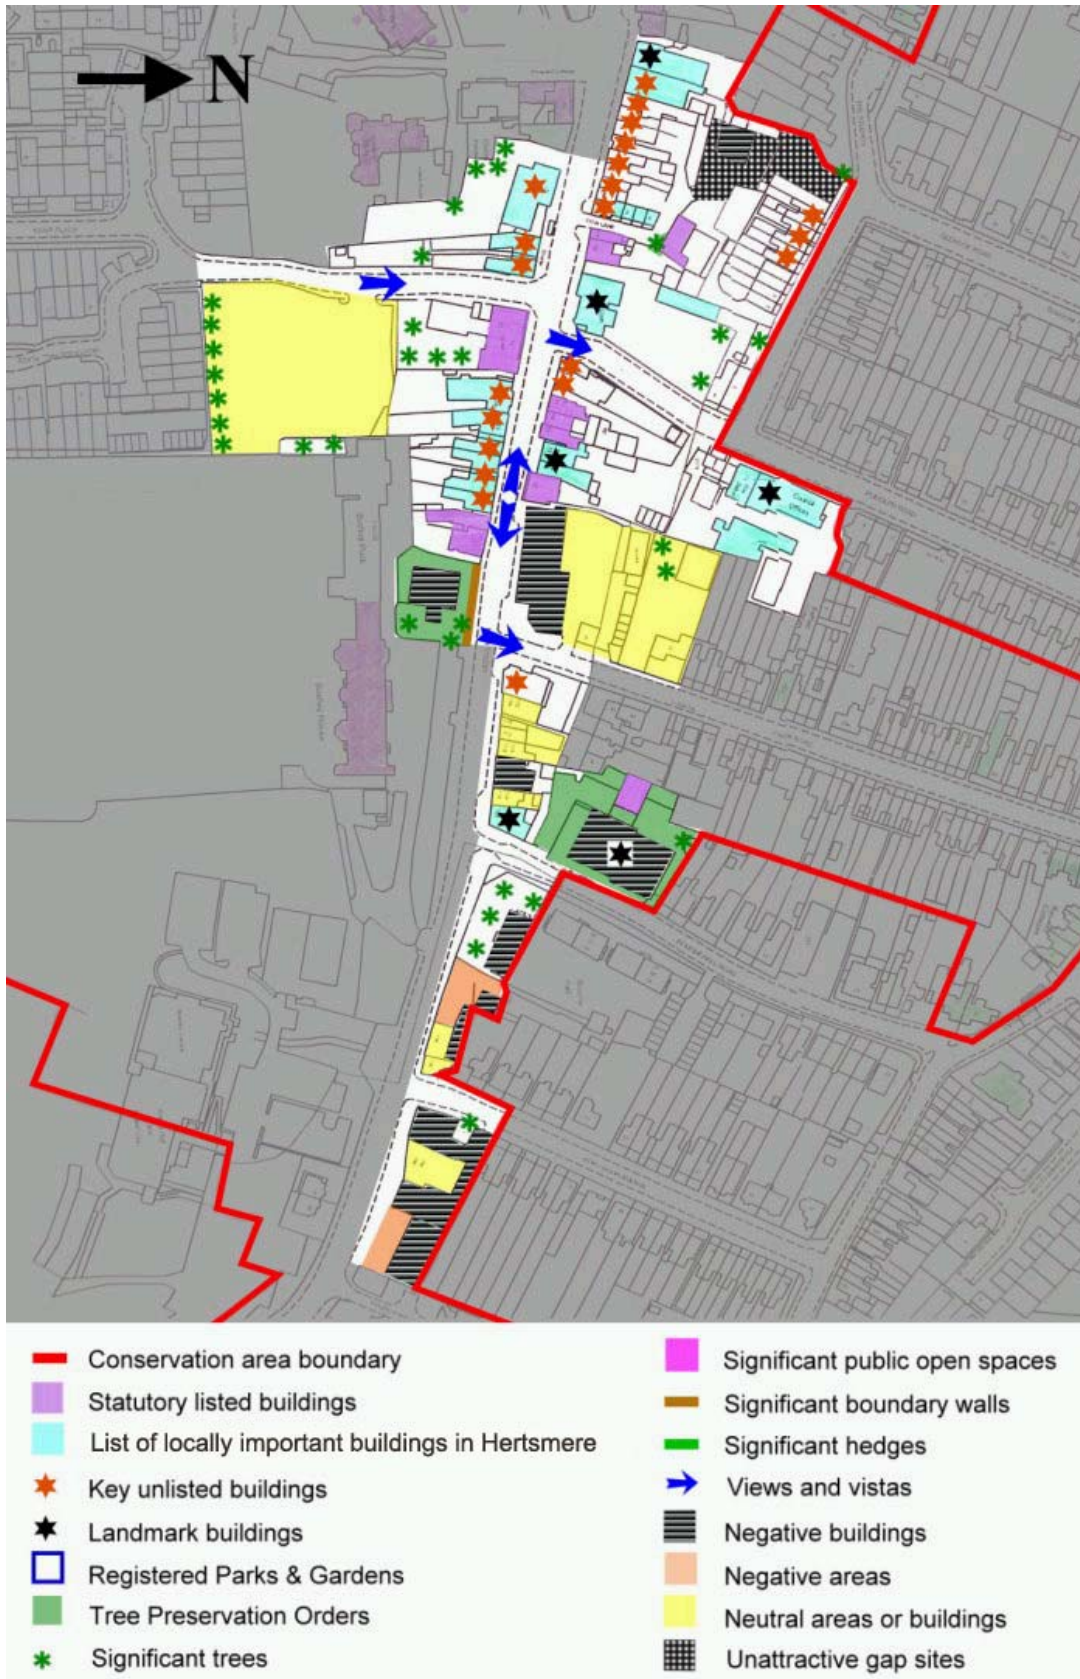 N
Conservation area boundary
Statutory listed buildings
List of locally important buildings in Hertsmere
Key unlisted buildings
Landmark buildings
Registered Parks & Gardens
Tree Preservation Orders
Significant trees
Significant public open spaces
Significant boundary walls
Significant hedges
Views and vistas
Negative buildings
Negative areas
Neutral areas or buildings
Unattractive gap sites